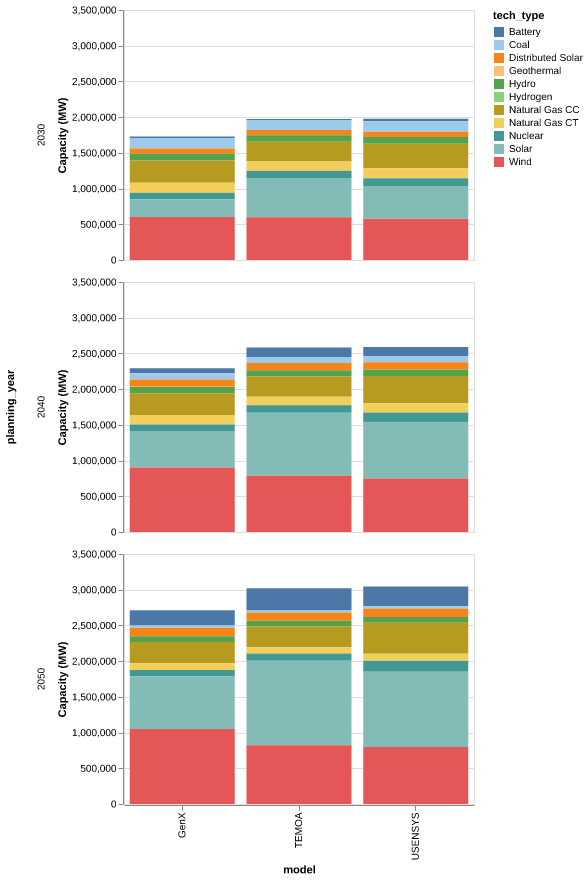 tech_type
Battery
Coal
Distributed Solar
Geothermal
Hydro
Hydrogen
Natural Gas CC
Natural Gas CT
Nuclear
Solar
Wind
planning_year
2030
Capacity (MW)
3,500,000
3,000,000
2,500,000
2,000,000
1,500,000
1,000,000
500,000
0
2040
Capacity (MW)
3,500,000
3,000,000
2,500,000
2,000,000
1,500,000
1,000,000
500,000
0
2050
Capacity (MW)
3,500,000
3,000,000
2,500,000
2,000,000
1,500,000
1,000,000
500,000
0
GenX
TEMOA
USENSYS
model